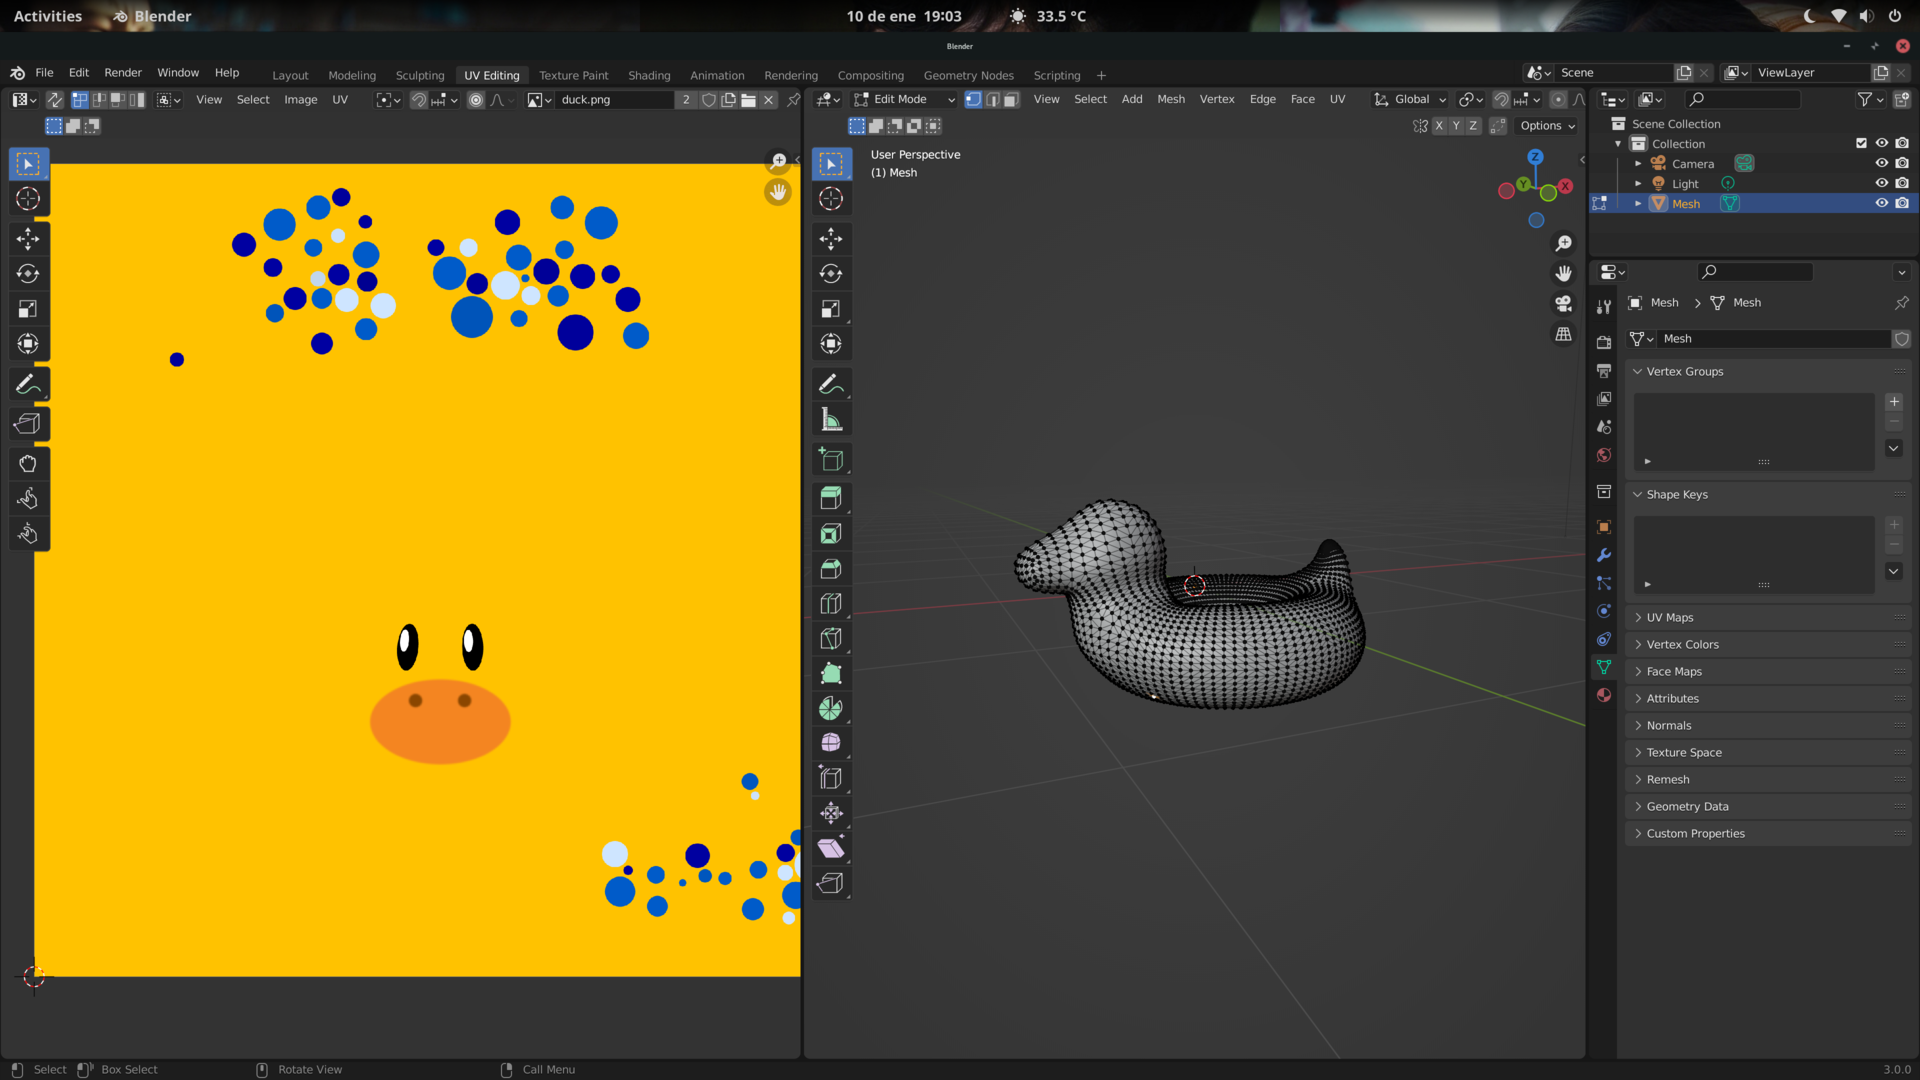 Activities Blender 10 de ene 19:03 33.5 °C
Blender
File Edit Render Window Help Layout Modeling Sculpting UV Editing Texture Paint Shading Animation Rendering Compositing Geometry Nodes Scripting + Scene ViewLayer
View Select Image UV duck.png 2 Edit Mode View Select Add Mesh Vertex Edge Face UV Global
X Y Z Options
Scene Collection
Collection
Camera
Light
Mesh
User Perspective
(1) Mesh
Z
Y X
Mesh > Mesh
Mesh
Vertex Groups
Shape Keys
UV Maps
Vertex Colors
Face Maps
Attributes
Normals
Texture Space
Remesh
Geometry Data
Custom Properties
Select Box Select Rotate View Call Menu 3.0.0